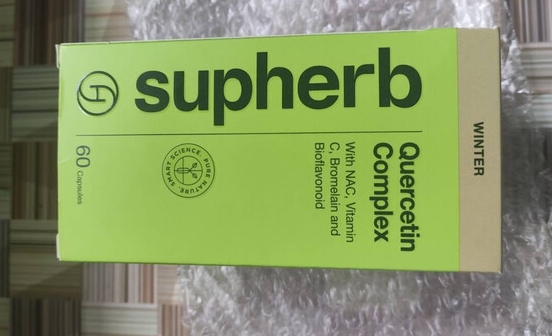 supherb
WINTER
Quercetin
Complex
With NAC, Vitamin
C, Bromelain and
Bioflavonoid
SMART SCIENCE. PURE NATURE.
60 Capsules